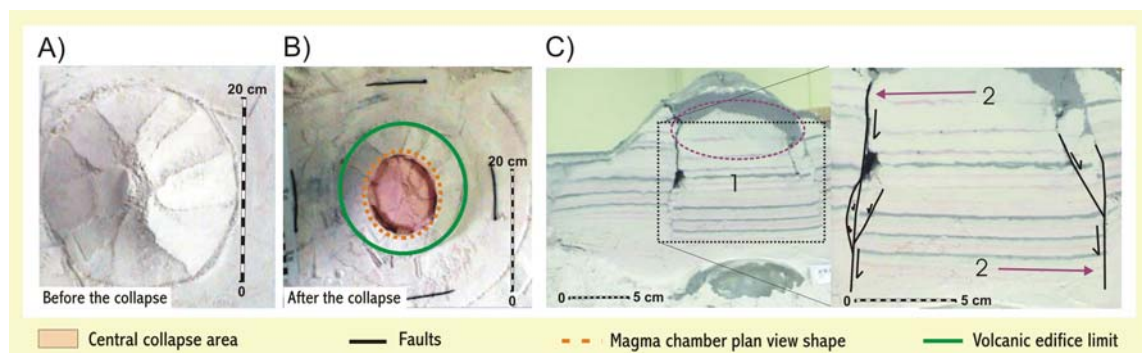 A)
B)
C)
20 cm
0
Before the collapse
20 cm
0
After the collapse
1
0
5 cm
2
2
0
5 cm
Central collapse area
Faults
Magma chamber plan view shape
Volcanic edifice limit